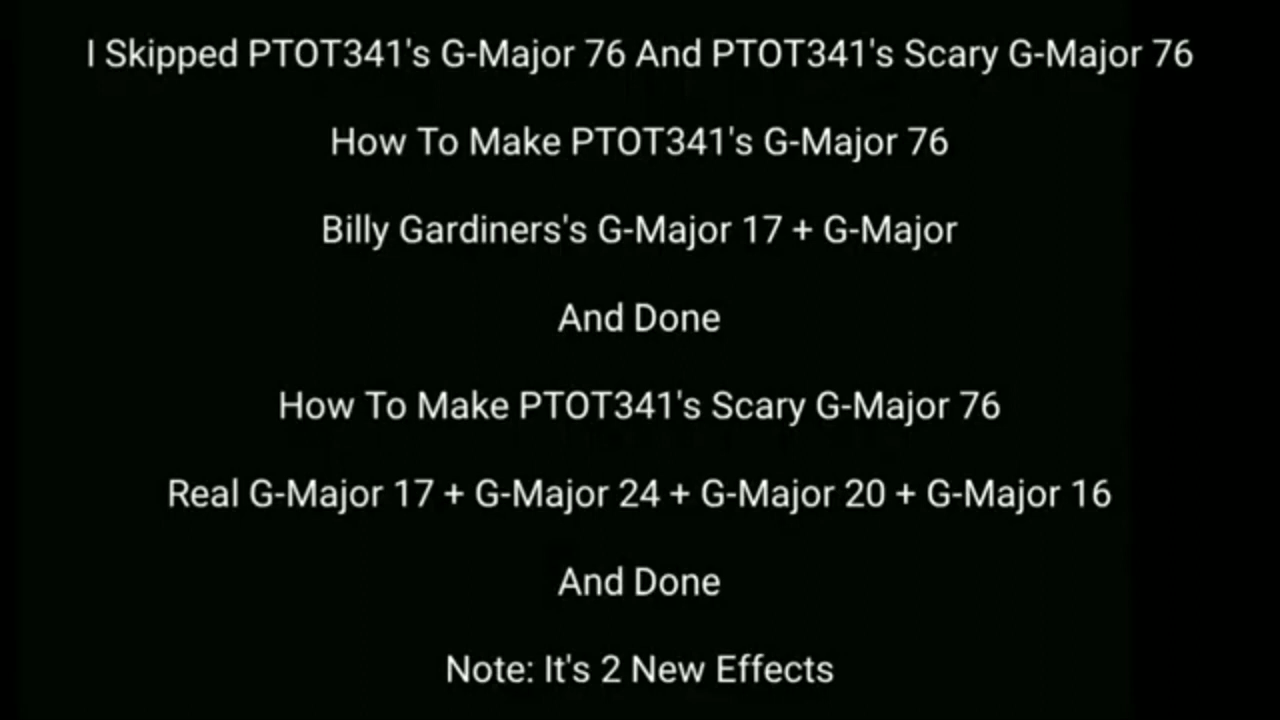 I Skipped PTOT341's G-Major 76 And PTOT341's Scary G-Major 76
How To Make PTOT341's G-Major 76
Billy Gardiners's G-Major 17 + G-Major
And Done
How To Make PTOT341's Scary G-Major 76
Real G-Major 17 + G-Major 24 + G-Major 20 + G-Major 16
And Done
Note: It's 2 New Effects